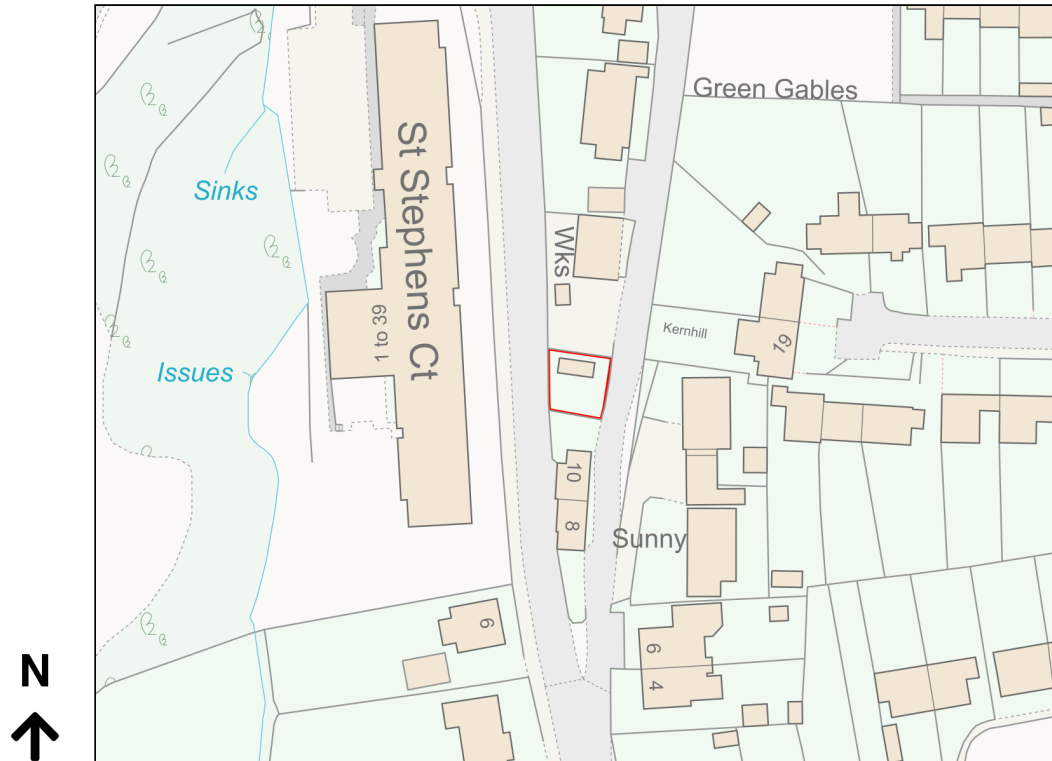 Green Gables
St Stephens Ct
Sinks
Wks
1 to 39
Kernhill
19
Issues
10
8
Sunny
6
6
4
N